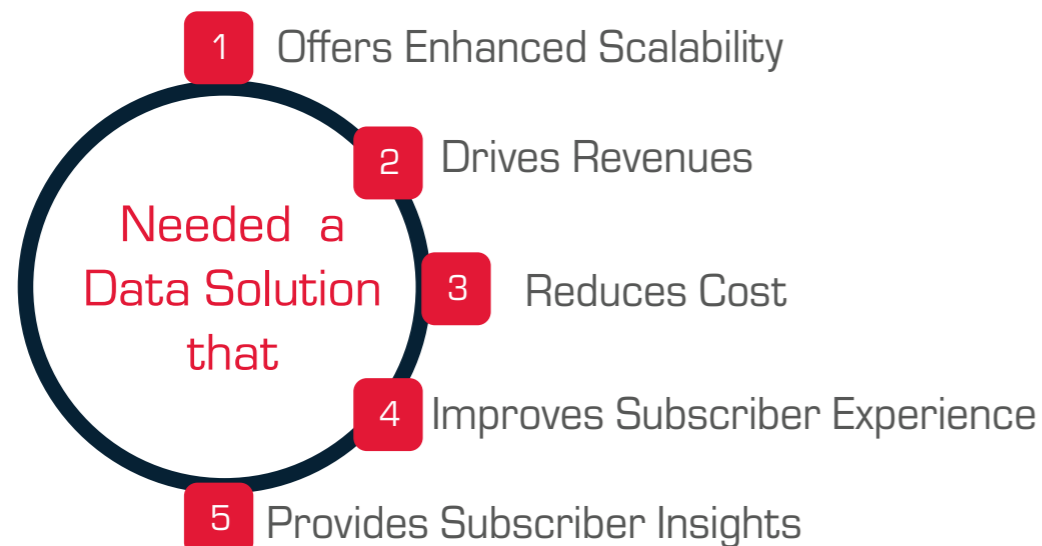 1 Offers Enhanced Scalability
2 Drives Revenues
Needed a
Data Solution
that
3 Reduces Cost
4 Improves Subscriber Experience
5 Provides Subscriber Insights